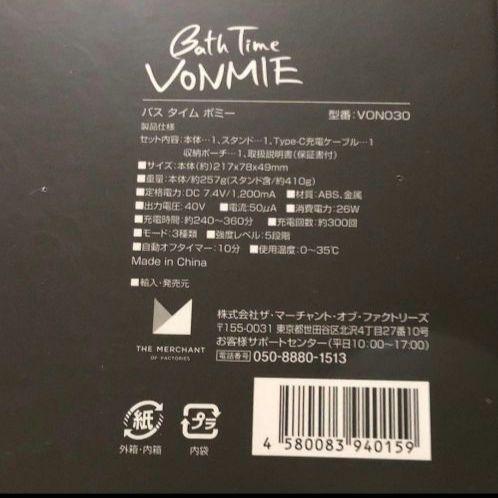 Bath Time
VONMIE
バス タイム ボミー 型番:VON030
製品仕様
セット内容:本体…1、スタンド…1、Type-C充電ケーブル…1
収納ポーチ…1、取扱説明書(保証書付)
■サイズ:本体(約)217x78x49mm
■重量:本体/約257g(スタンド含/約410g)
■定格電力:DC 7.4V/1,200mA ■材質:ABS、金属
■出力電圧:40V ■電流:50μA ■消費電力:26W
■充電時間:約240〜360分 ■充電回数:約300回
■モード:3種類 ■強度レベル:5段階
■自動オフタイマー:10分 ■使用温度:0〜35℃
Made in China
■輸入・発売元
THE MERCHANT
OF FACTORIES
株式会社ザ・マーチャント・オブ・ファクトリーズ
〒155-0031 東京都世田谷区北沢4丁目27番10号
お客様サポートセンター(平日10:00〜17:00)
電話番号 050-8880-1513
紙
外箱・内箱
プラ
内袋
4 580083 940159